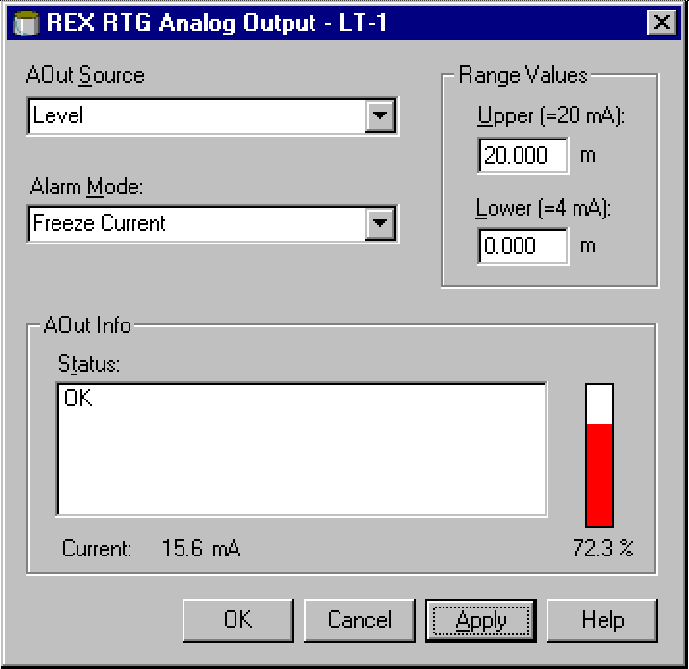 REX RTG Analog Output - LT-1
AOut Source
Level
Alarm Mode:
Freeze Current
Range Values
Upper (=20 mA):
20.000 m
Lower (=4 mA):
0.000 m
AOut Info
Status:
OK
Current: 15.6 mA
72.3 %
OK Cancel Apply Help